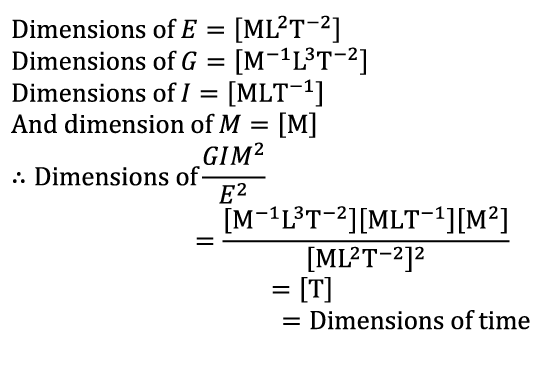 Dimensions of E = [ML²T⁻²]
Dimensions of G = [M⁻¹L³T⁻²]
Dimensions of I = [MLT⁻¹]
And dimension of M = [M]
∴ Dimensions of GIM²/E²
= [M⁻¹L³T⁻²][MLT⁻¹][M²]/[ML²T⁻²]²
= [T]
= Dimensions of time